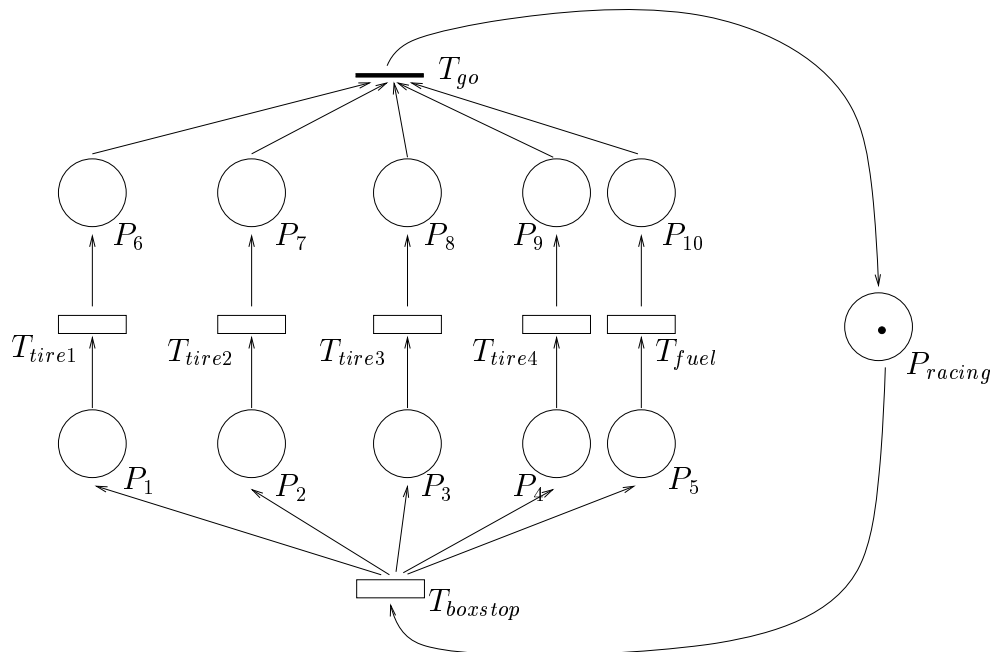 T_go
P_6 P_7 P_8 P_9 P_10
T_tire1 T_tire2 T_tire3 T_tire4 T_fuel
P_racing
P_1 P_2 P_3 P_4 P_5
T_boxstop